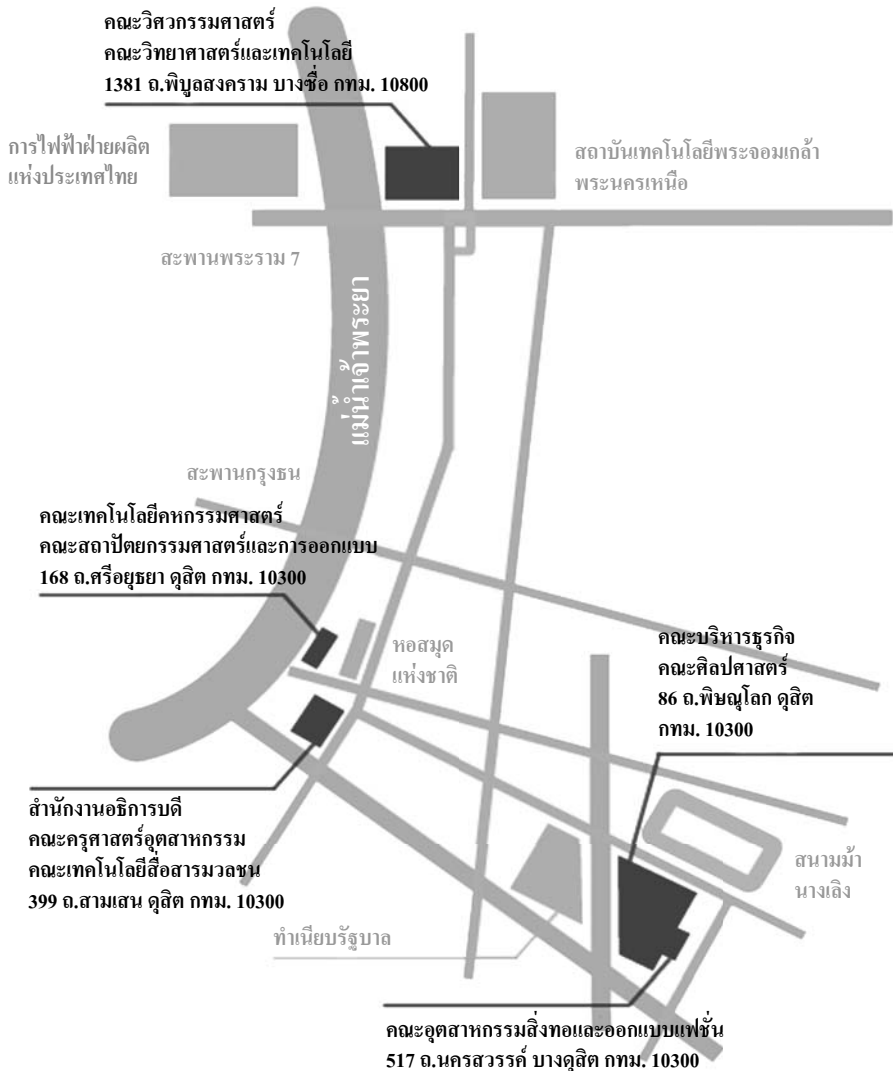 คณะวิศวกรรมศาสตร์
คณะวิทยาศาสตร์และเทคโนโลยี
1381 ถ.พิบูลสงคราม บางซื่อ กทม. 10800
การไฟฟ้าฝ่ายผลิต
แห่งประเทศไทย
สถาบันเทคโนโลยีพระจอมเกล้า
พระนครเหนือ
สะพานพระราม 7
แม่น้ำเจ้าพระยา
สะพานกรุงธน
คณะเทคโนโลยีคหกรรมศาสตร์
คณะสถาปัตยกรรมศาสตร์และการออกแบบ
168 ถ.ศรีอยุธยา ดุสิต กทม. 10300
หอสมุด
แห่งชาติ
คณะบริหารธุรกิจ
คณะศิลปศาสตร์
86 ถ.พิษณุโลก ดุสิต
กทม. 10300
สำนักงานอธิการบดี
คณะครุศาสตร์อุตสาหกรรม
คณะเทคโนโลยีสื่อสารมวลชน
399 ถ.สามเสน ดุสิต กทม. 10300
สนามม้า
นางเลิง
ทำเนียบรัฐบาล
คณะอุตสาหกรรมสิ่งทอและออกแบบแฟชั่น
517 ถ.นครสวรรค์ บางดุสิต กทม. 10300